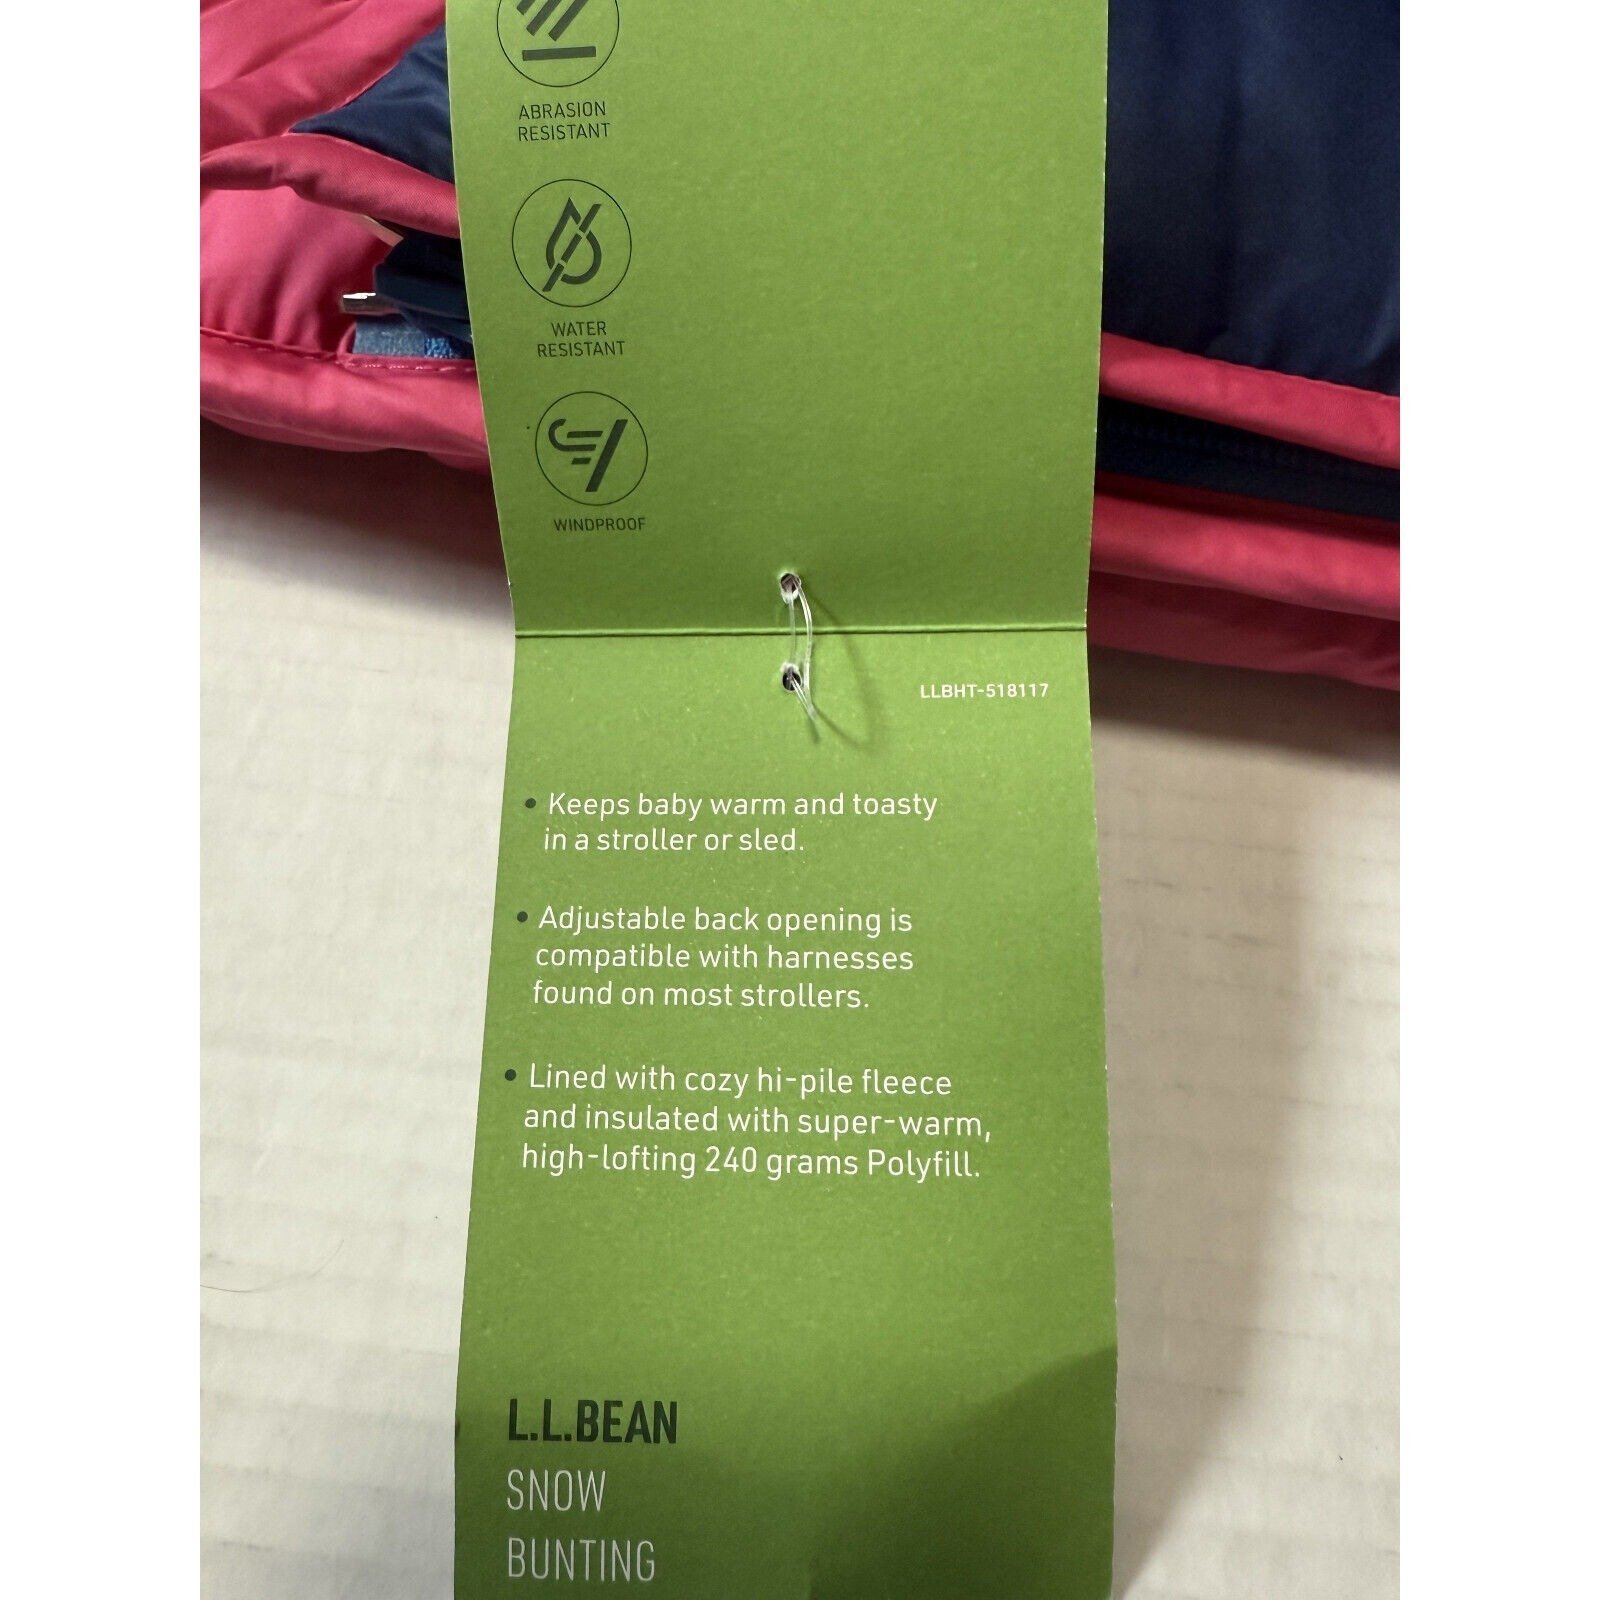 ABRASION
RESISTANT
WATER
RESISTANT
WINDPROOF
LLBHT-518117
• Keeps baby warm and toasty
in a stroller or sled.
• Adjustable back opening is
compatible with harnesses
found on most strollers.
• Lined with cozy hi-pile fleece
and insulated with super-warm,
high-lofting 240 grams Polyfill.
L.L.BEAN
SNOW
BUNTING